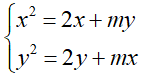 x² = 2x + my
y² = 2y + mx